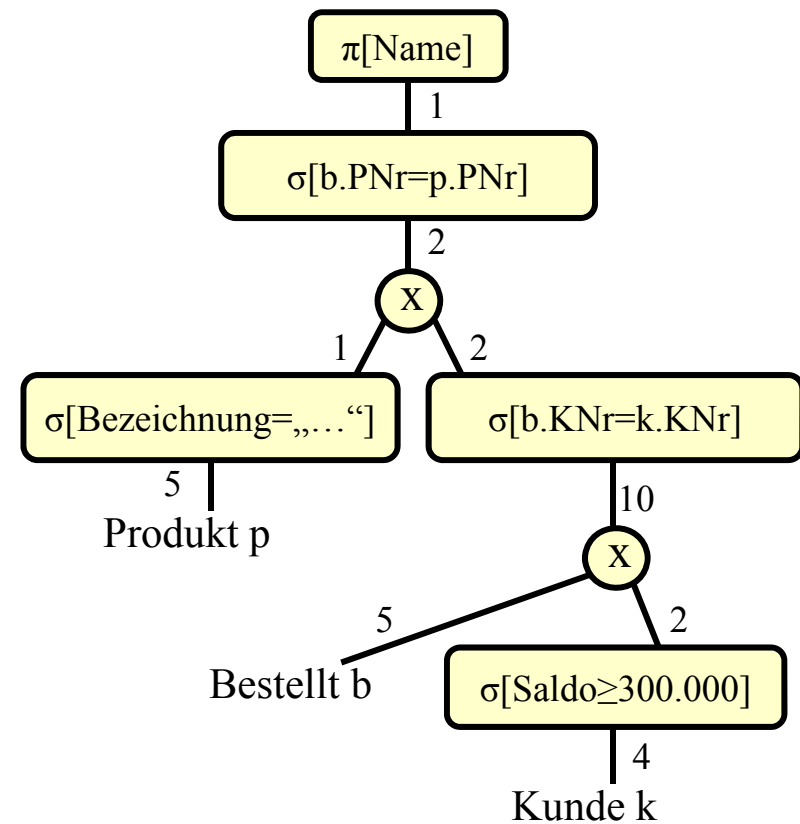 π[Name]
1
σ[b.PNr=p.PNr]
2
x
1
2
σ[Bezeichnung=„…“]
σ[b.KNr=k.KNr]
5
10
Produkt p
x
5
2
Bestellt b
σ[Saldo≥300.000]
4
Kunde k